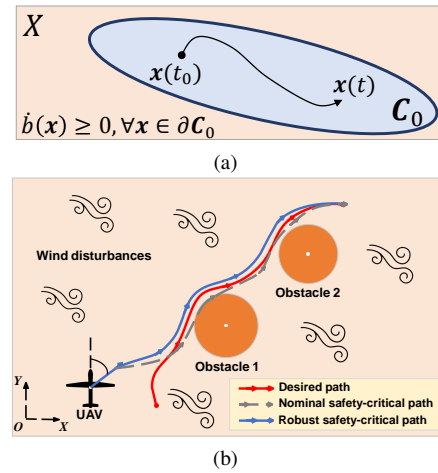 X
x(t₀)
x(t)
C₀
ḃ(x) ≥ 0, ∀x ∈ ∂C₀
(a)
Wind disturbances
Obstacle 2
Obstacle 1
Y
UAV
O
X
Desired path
Nominal safety-critical path
Robust safety-critical path
(b)